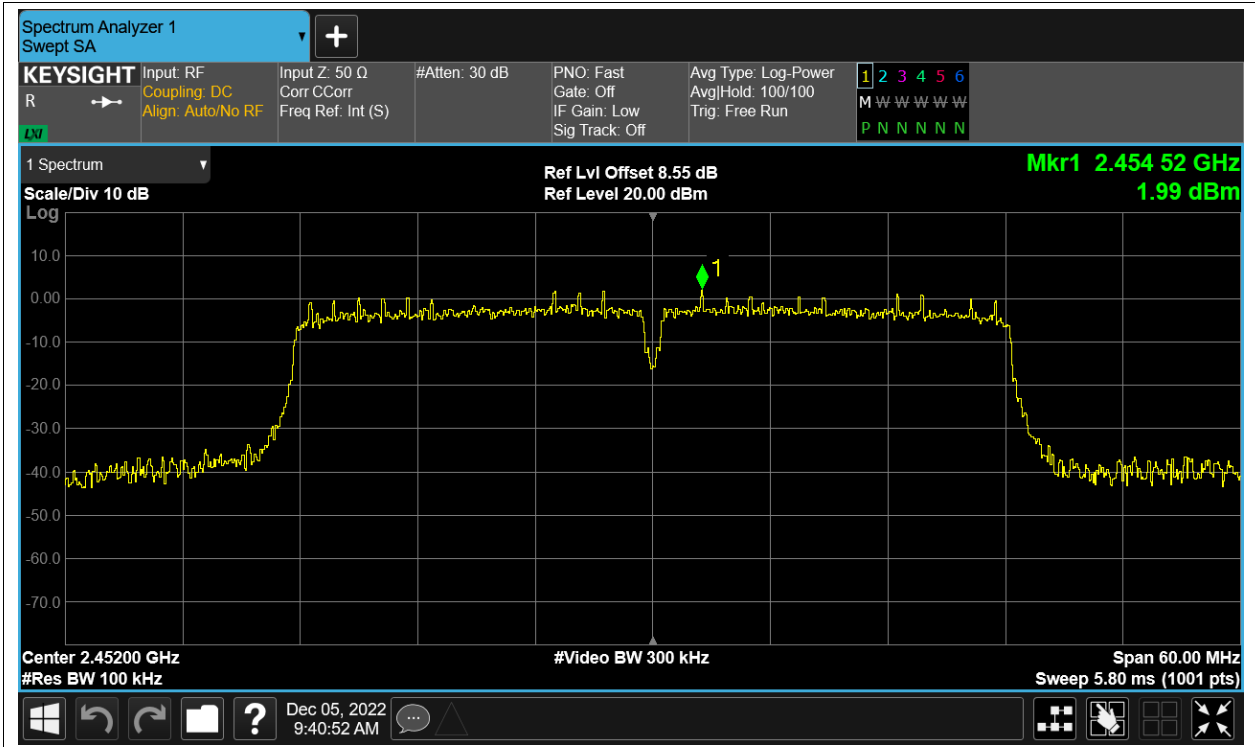 Spectrum Analyzer 1
Swept SA
KEYSIGHT
R
LXI
Input: RF
Coupling: DC
Align: Auto/No RF
Input Z: 50 Ω
Corr CCorr
Freq Ref: Int (S)
#Atten: 30 dB
PNO: Fast
Gate: Off
IF Gain: Low
Sig Track: Off
Avg Type: Log-Power
Avg|Hold: 100/100
Trig: Free Run
1 2 3 4 5 6
M W W W W W
P N N N N N
1 Spectrum
Scale/Div 10 dB
Log
Ref Lvl Offset 8.55 dB
Ref Level 20.00 dBm
Mkr1 2.454 52 GHz
1.99 dBm
1
10.0
0.00
-10.0
-20.0
-30.0
-40.0
-50.0
-60.0
-70.0
Center 2.45200 GHz
#Res BW 100 kHz
#Video BW 300 kHz
Span 60.00 MHz
Sweep 5.80 ms (1001 pts)
?
Dec 05, 2022
9:40:52 AM